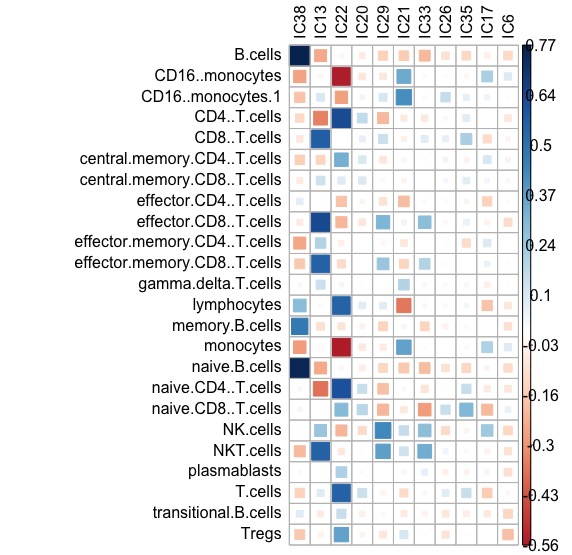 IC38 IC13 IC22 IC20 IC29 IC21 IC33 IC26 IC35 IC17 IC6
B.cells
CD16..monocytes
CD16..monocytes.1
CD4..T.cells
CD8..T.cells
central.memory.CD4..T.cells
central.memory.CD8..T.cells
effector.CD4..T.cells
effector.CD8..T.cells
effector.memory.CD4..T.cells
effector.memory.CD8..T.cells
gamma.delta.T.cells
lymphocytes
memory.B.cells
monocytes
naive.B.cells
naive.CD4..T.cells
naive.CD8..T.cells
NK.cells
NKT.cells
plasmablasts
T.cells
transitional.B.cells
Tregs
0.77
0.64
0.5
0.37
0.24
0.1
-0.03
-0.16
-0.3
-0.43
-0.56